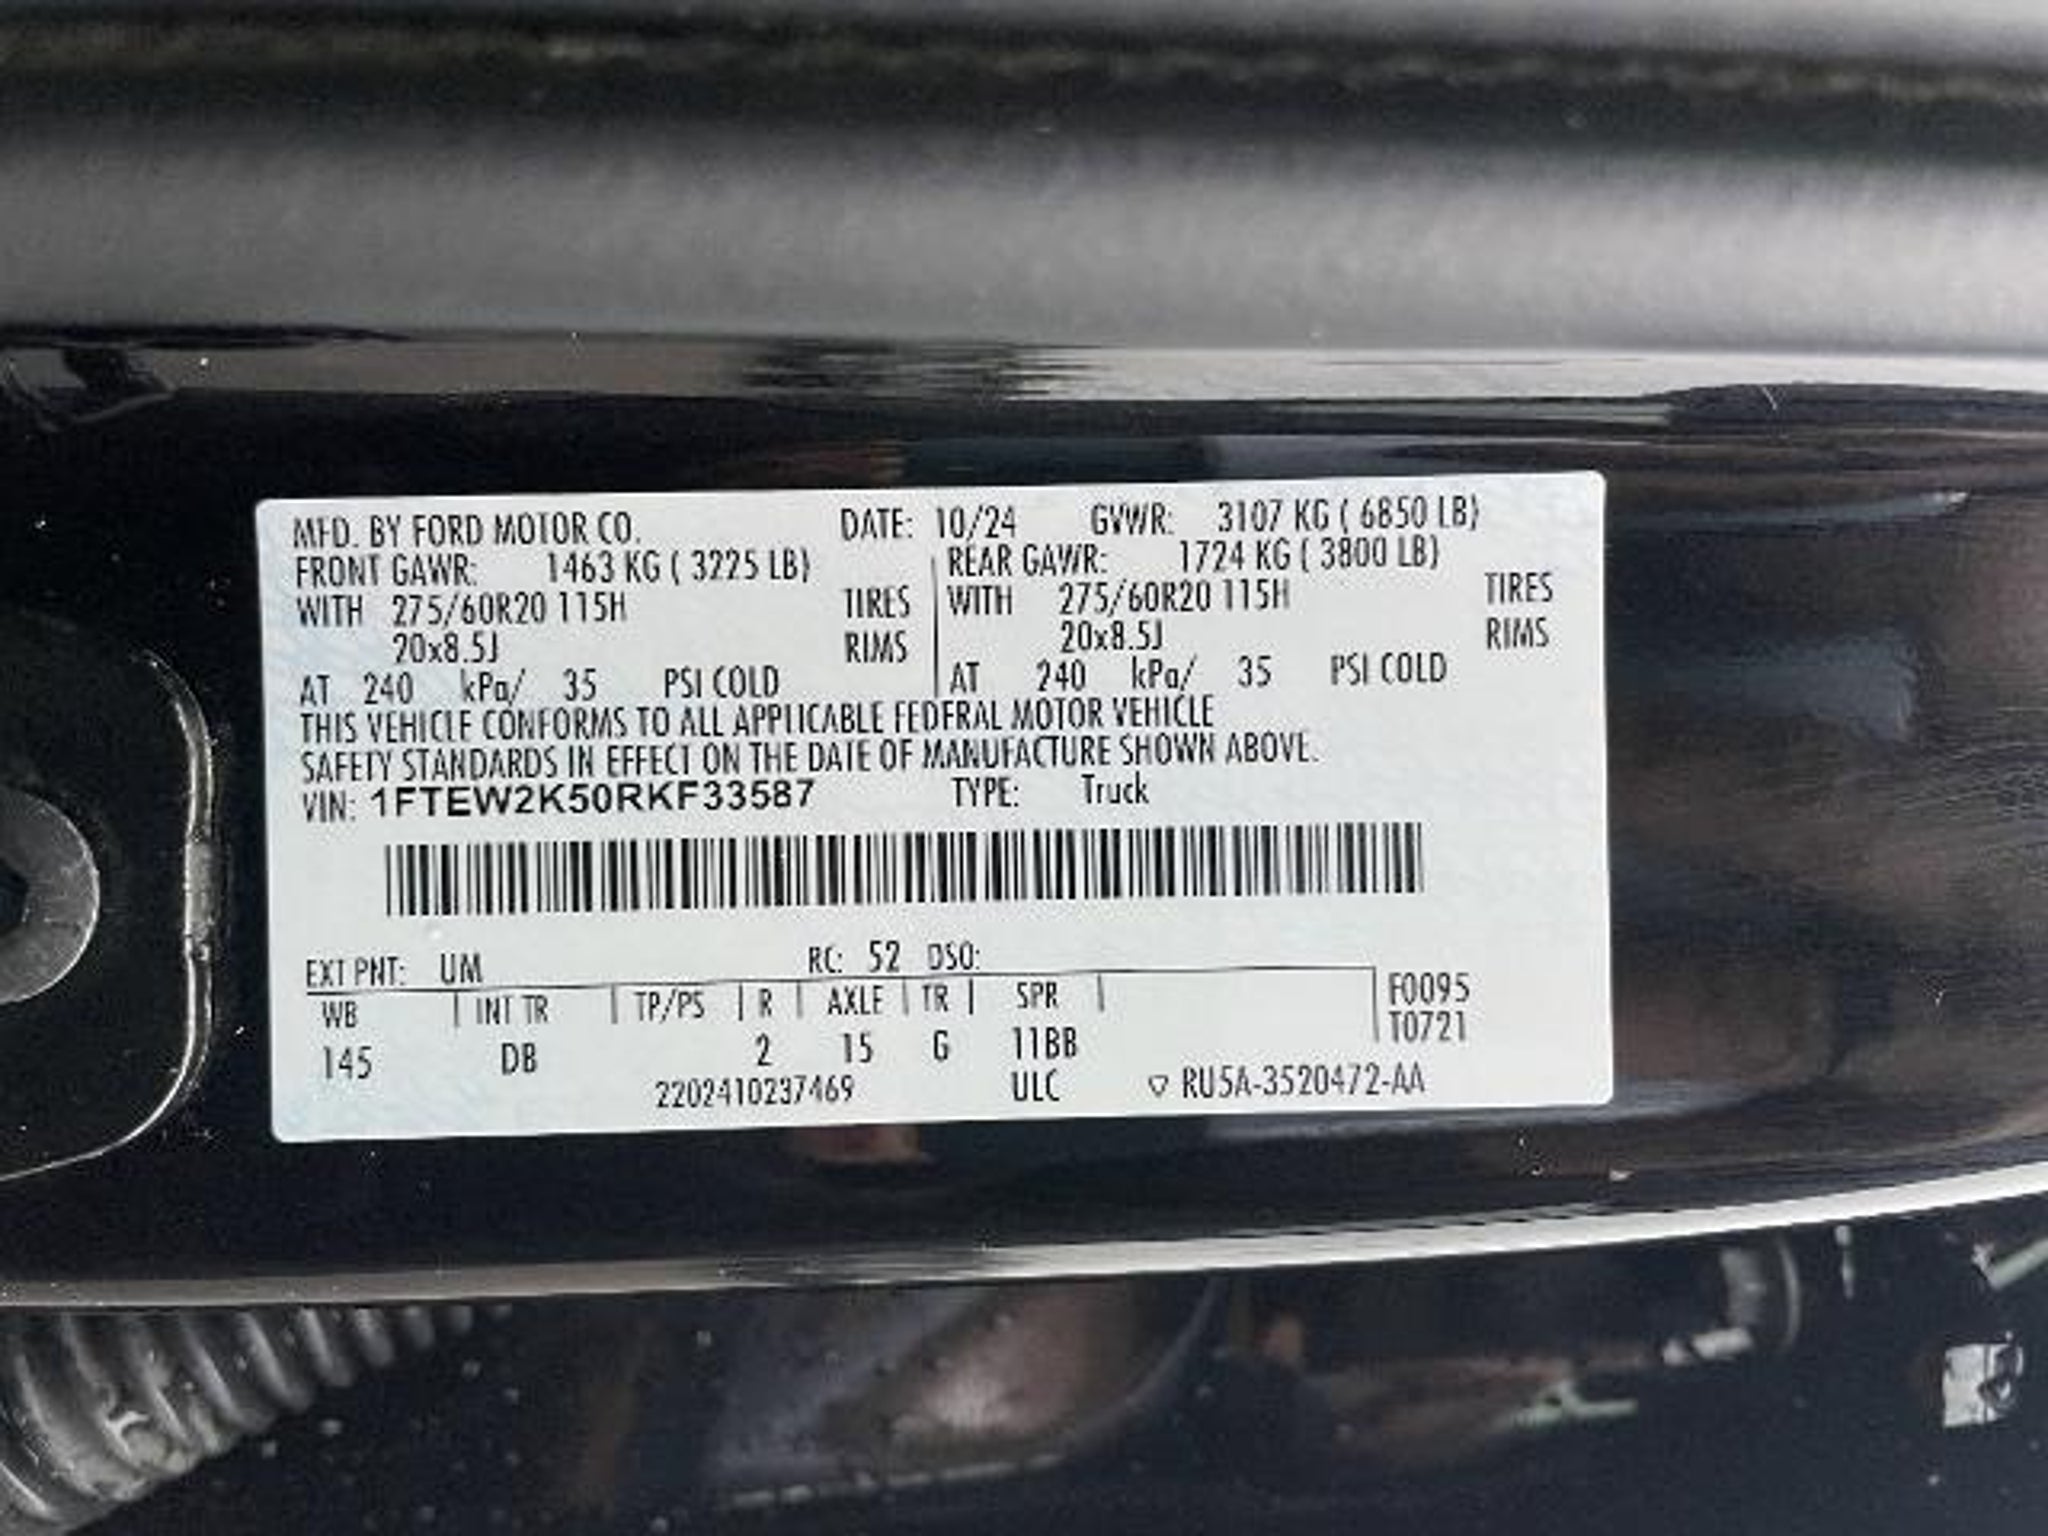 MFD. BY FORD MOTOR CO. DATE: 10/24 GVWR: 3107 KG ( 6850 LB)
FRONT GAWR: 1463 KG ( 3225 LB) REAR GAWR: 1724 KG ( 3800 LB)
WITH 275/60R20 115H TIRES WITH 275/60R20 115H TIRES
20x8.5J RIMS 20x8.5J RIMS
AT 240 kPa/ 35 PSI COLD AT 240 kPa/ 35 PSI COLD
THIS VEHICLE CONFORMS TO ALL APPLICABLE FEDERAL MOTOR VEHICLE
SAFETY STANDARDS IN EFFECT ON THE DATE OF MANUFACTURE SHOWN ABOVE.
VIN: 1FTEW2K50RKF33587 TYPE: Truck
EXT PNT: UM RC: 52 DSO:
WB INT TR TP/PS R AXLE TR SPR F0095
T0721
145 DB 2 15 G 11BB
2202410237469 ULC RU5A-3520472-AA